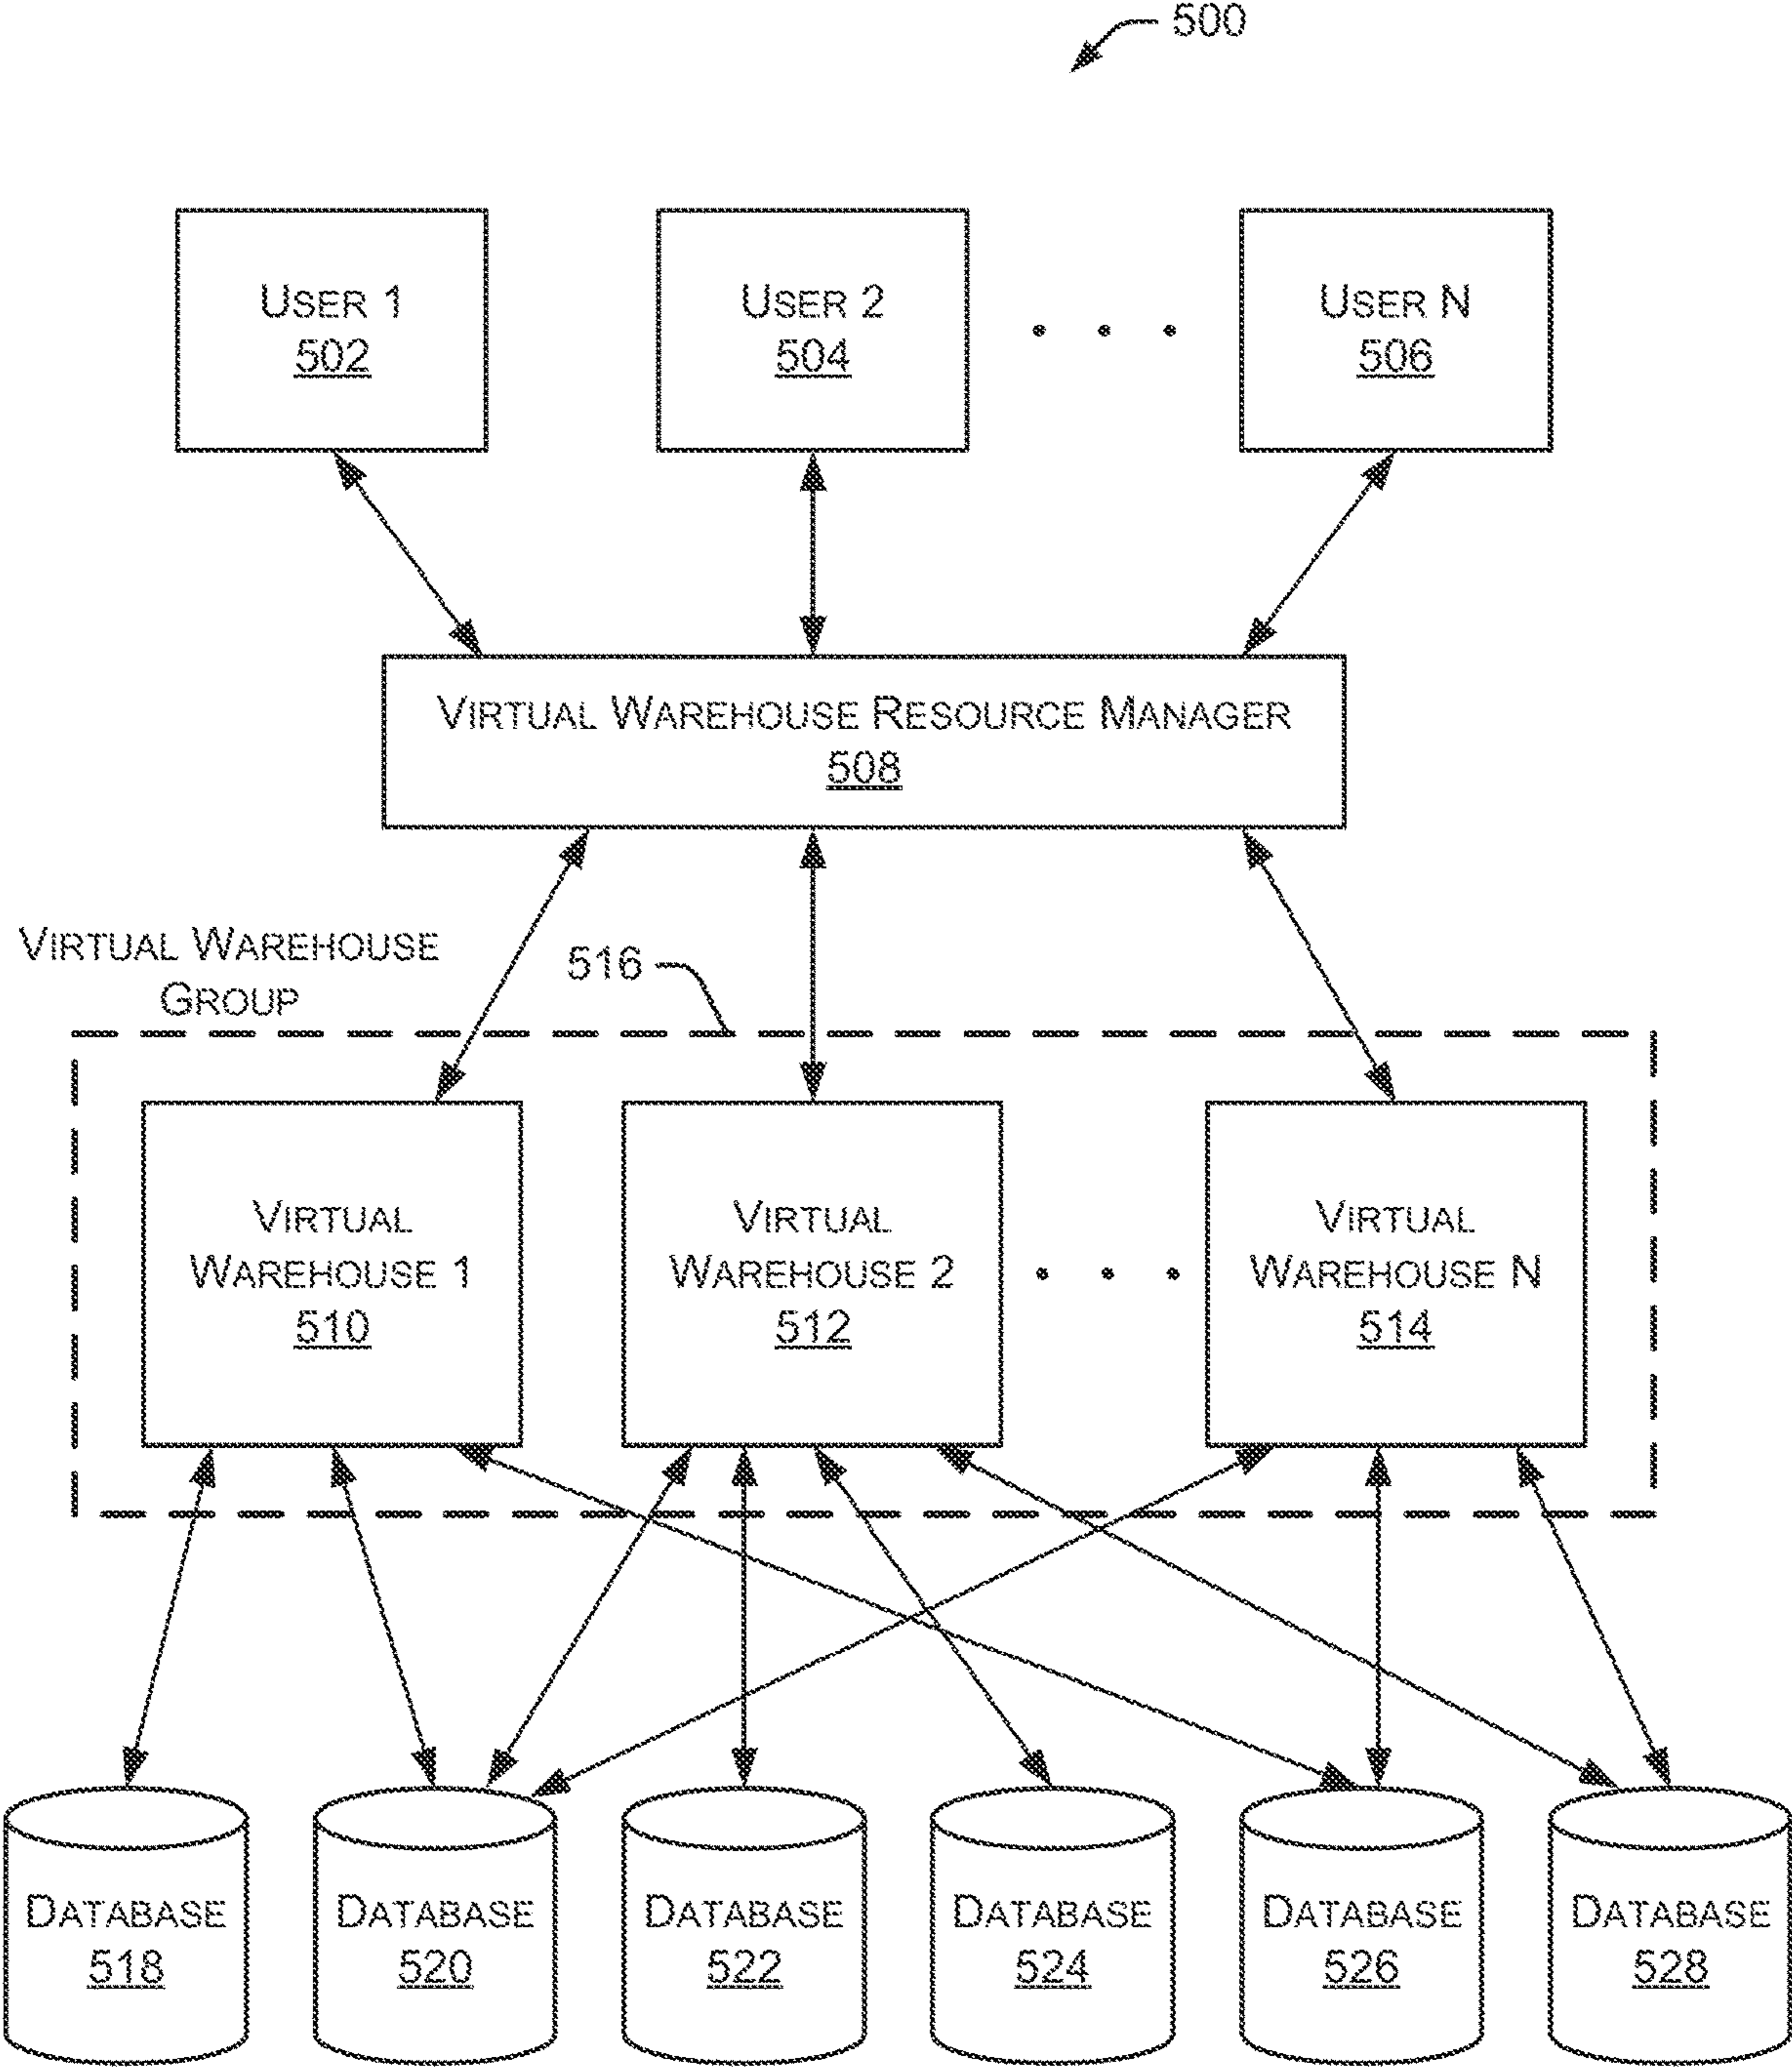 500
USER 1
502
USER 2
504
USER N
506
VIRTUAL WAREHOUSE RESOURCE MANAGER
508
VIRTUAL WAREHOUSE
GROUP
516
VIRTUAL
WAREHOUSE 1
510
VIRTUAL
WAREHOUSE 2
512
VIRTUAL
WAREHOUSE N
514
DATABASE
518
DATABASE
520
DATABASE
522
DATABASE
524
DATABASE
526
DATABASE
528